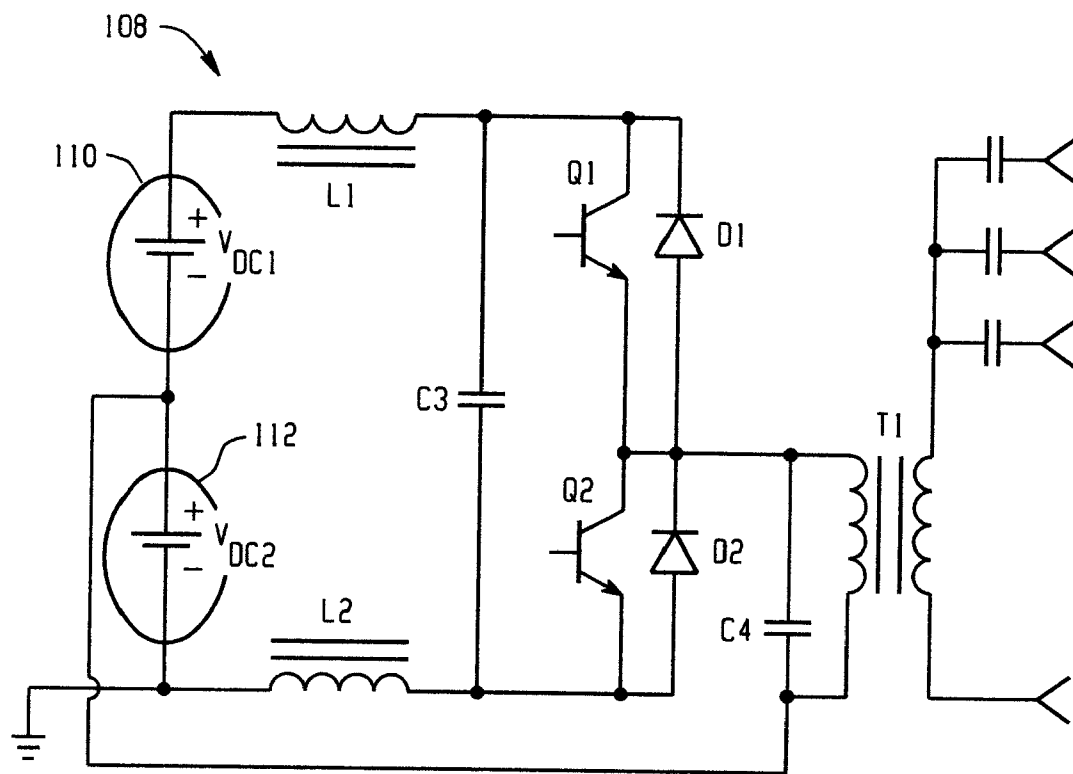 108
110
+
V
DC1
-
L1
Q1
D1
C3
T1
112
+
V
DC2
-
Q2
D2
L2
C4